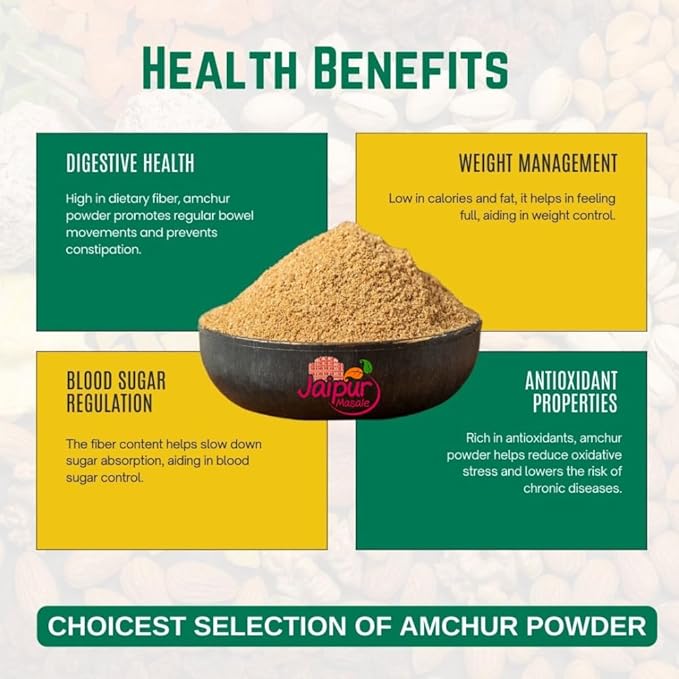 HEALTH BENEFITS
DIGESTIVE HEALTH
High in dietary fiber, amchur
powder promotes regular bowel
movements and prevents
constipation.
WEIGHT MANAGEMENT
Low in calories and fat, it helps in feeling
full, aiding in weight control.
Jaipur
Masale
BLOOD SUGAR
REGULATION
The fiber content helps slow down
sugar absorption, aiding in blood
sugar control.
ANTIOXIDANT
PROPERTIES
Rich in antioxidants, amchur
powder helps reduce oxidative
stress and lowers the risk of
chronic diseases.
CHOICEST SELECTION OF AMCHUR POWDER